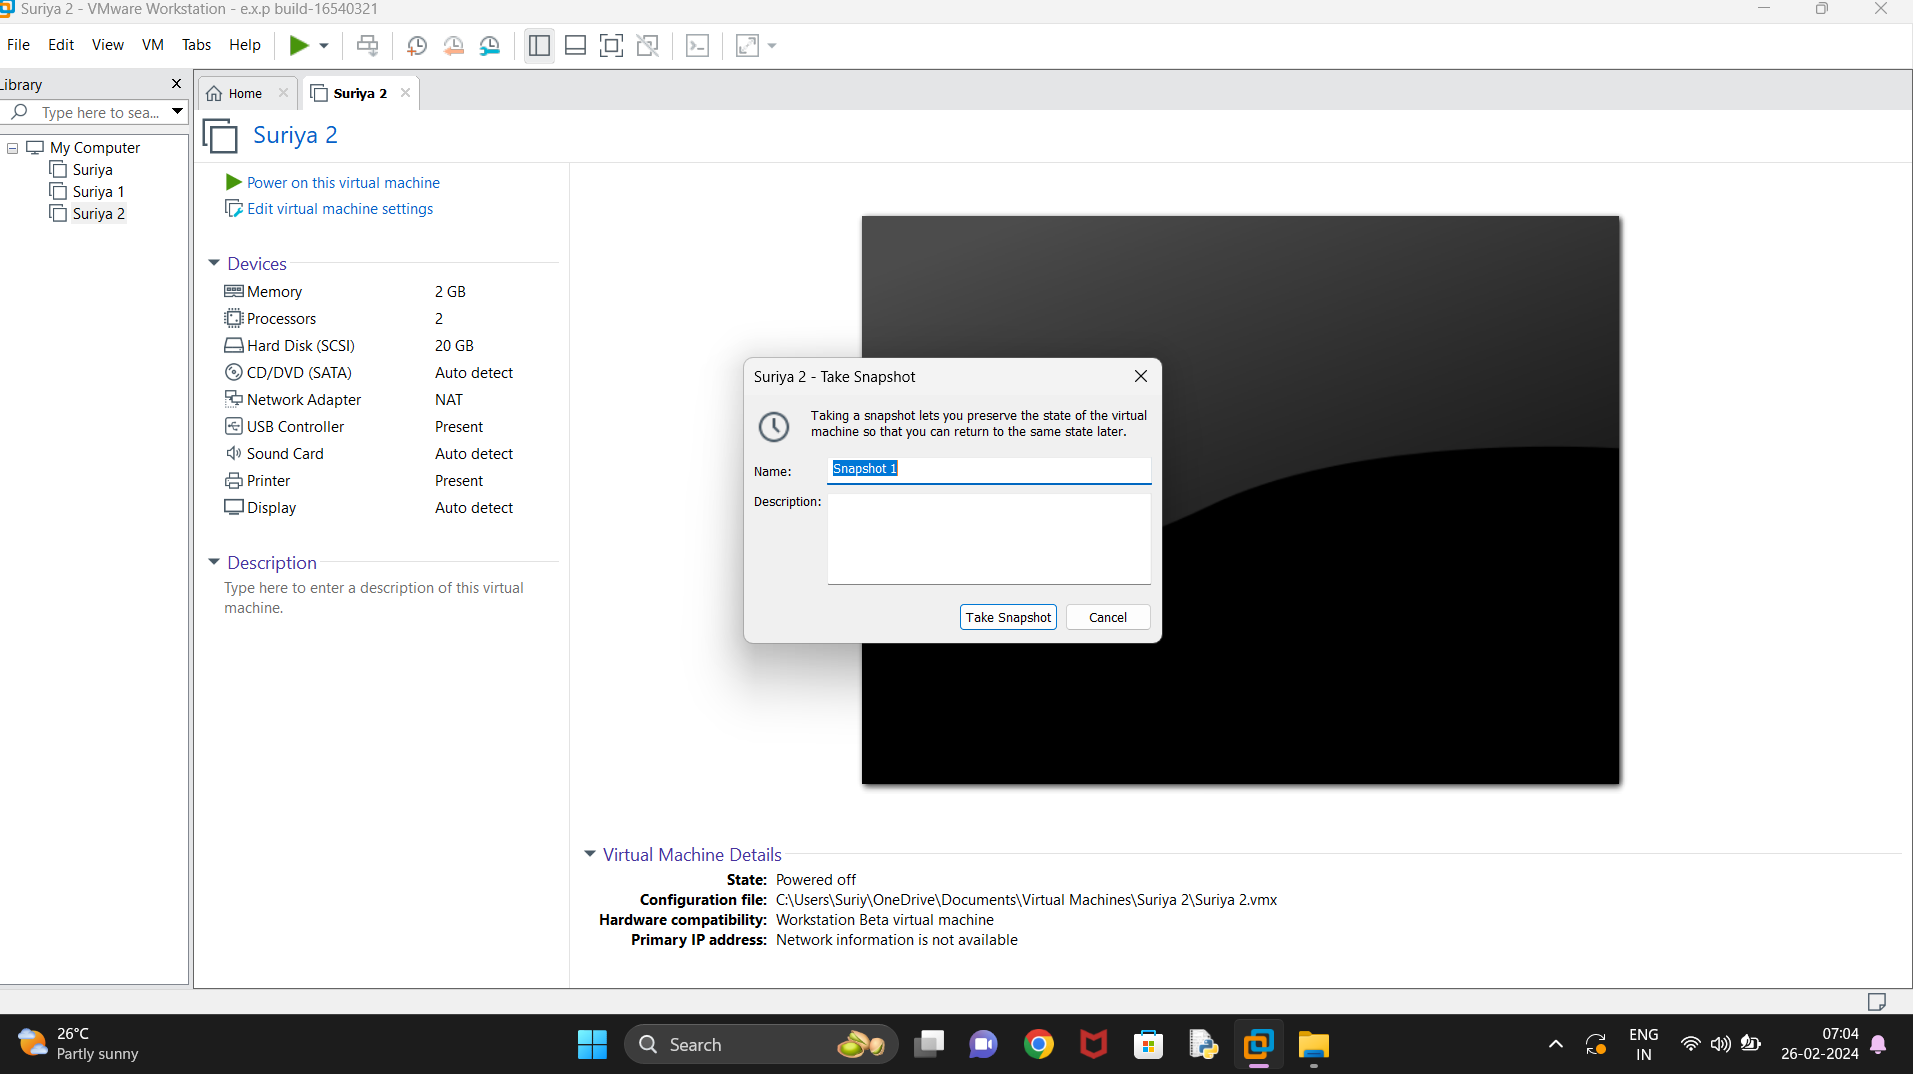 Suriya 2 - VMware Workstation - e.x.p build-16540321
File Edit View VM Tabs Help
Library
Type here to sea...
My Computer
Suriya
Suriya 1
Suriya 2
Home
Suriya 2
Suriya 2
Power on this virtual machine
Edit virtual machine settings
Devices
Memory 2 GB
Processors 2
Hard Disk (SCSI) 20 GB
CD/DVD (SATA) Auto detect
Network Adapter NAT
USB Controller Present
Sound Card Auto detect
Printer Present
Display Auto detect
Description
Type here to enter a description of this virtual
machine.
Suriya 2 - Take Snapshot
Taking a snapshot lets you preserve the state of the virtual
machine so that you can return to the same state later.
Name: Snapshot 1
Description:
Take Snapshot Cancel
Virtual Machine Details
State: Powered off
Configuration file: C:\Users\Suriy\OneDrive\Documents\Virtual Machines\Suriya 2\Suriya 2.vmx
Hardware compatibility: Workstation Beta virtual machine
Primary IP address: Network information is not available
26°C
Partly sunny
Search
ENG
IN
07:04
26-02-2024